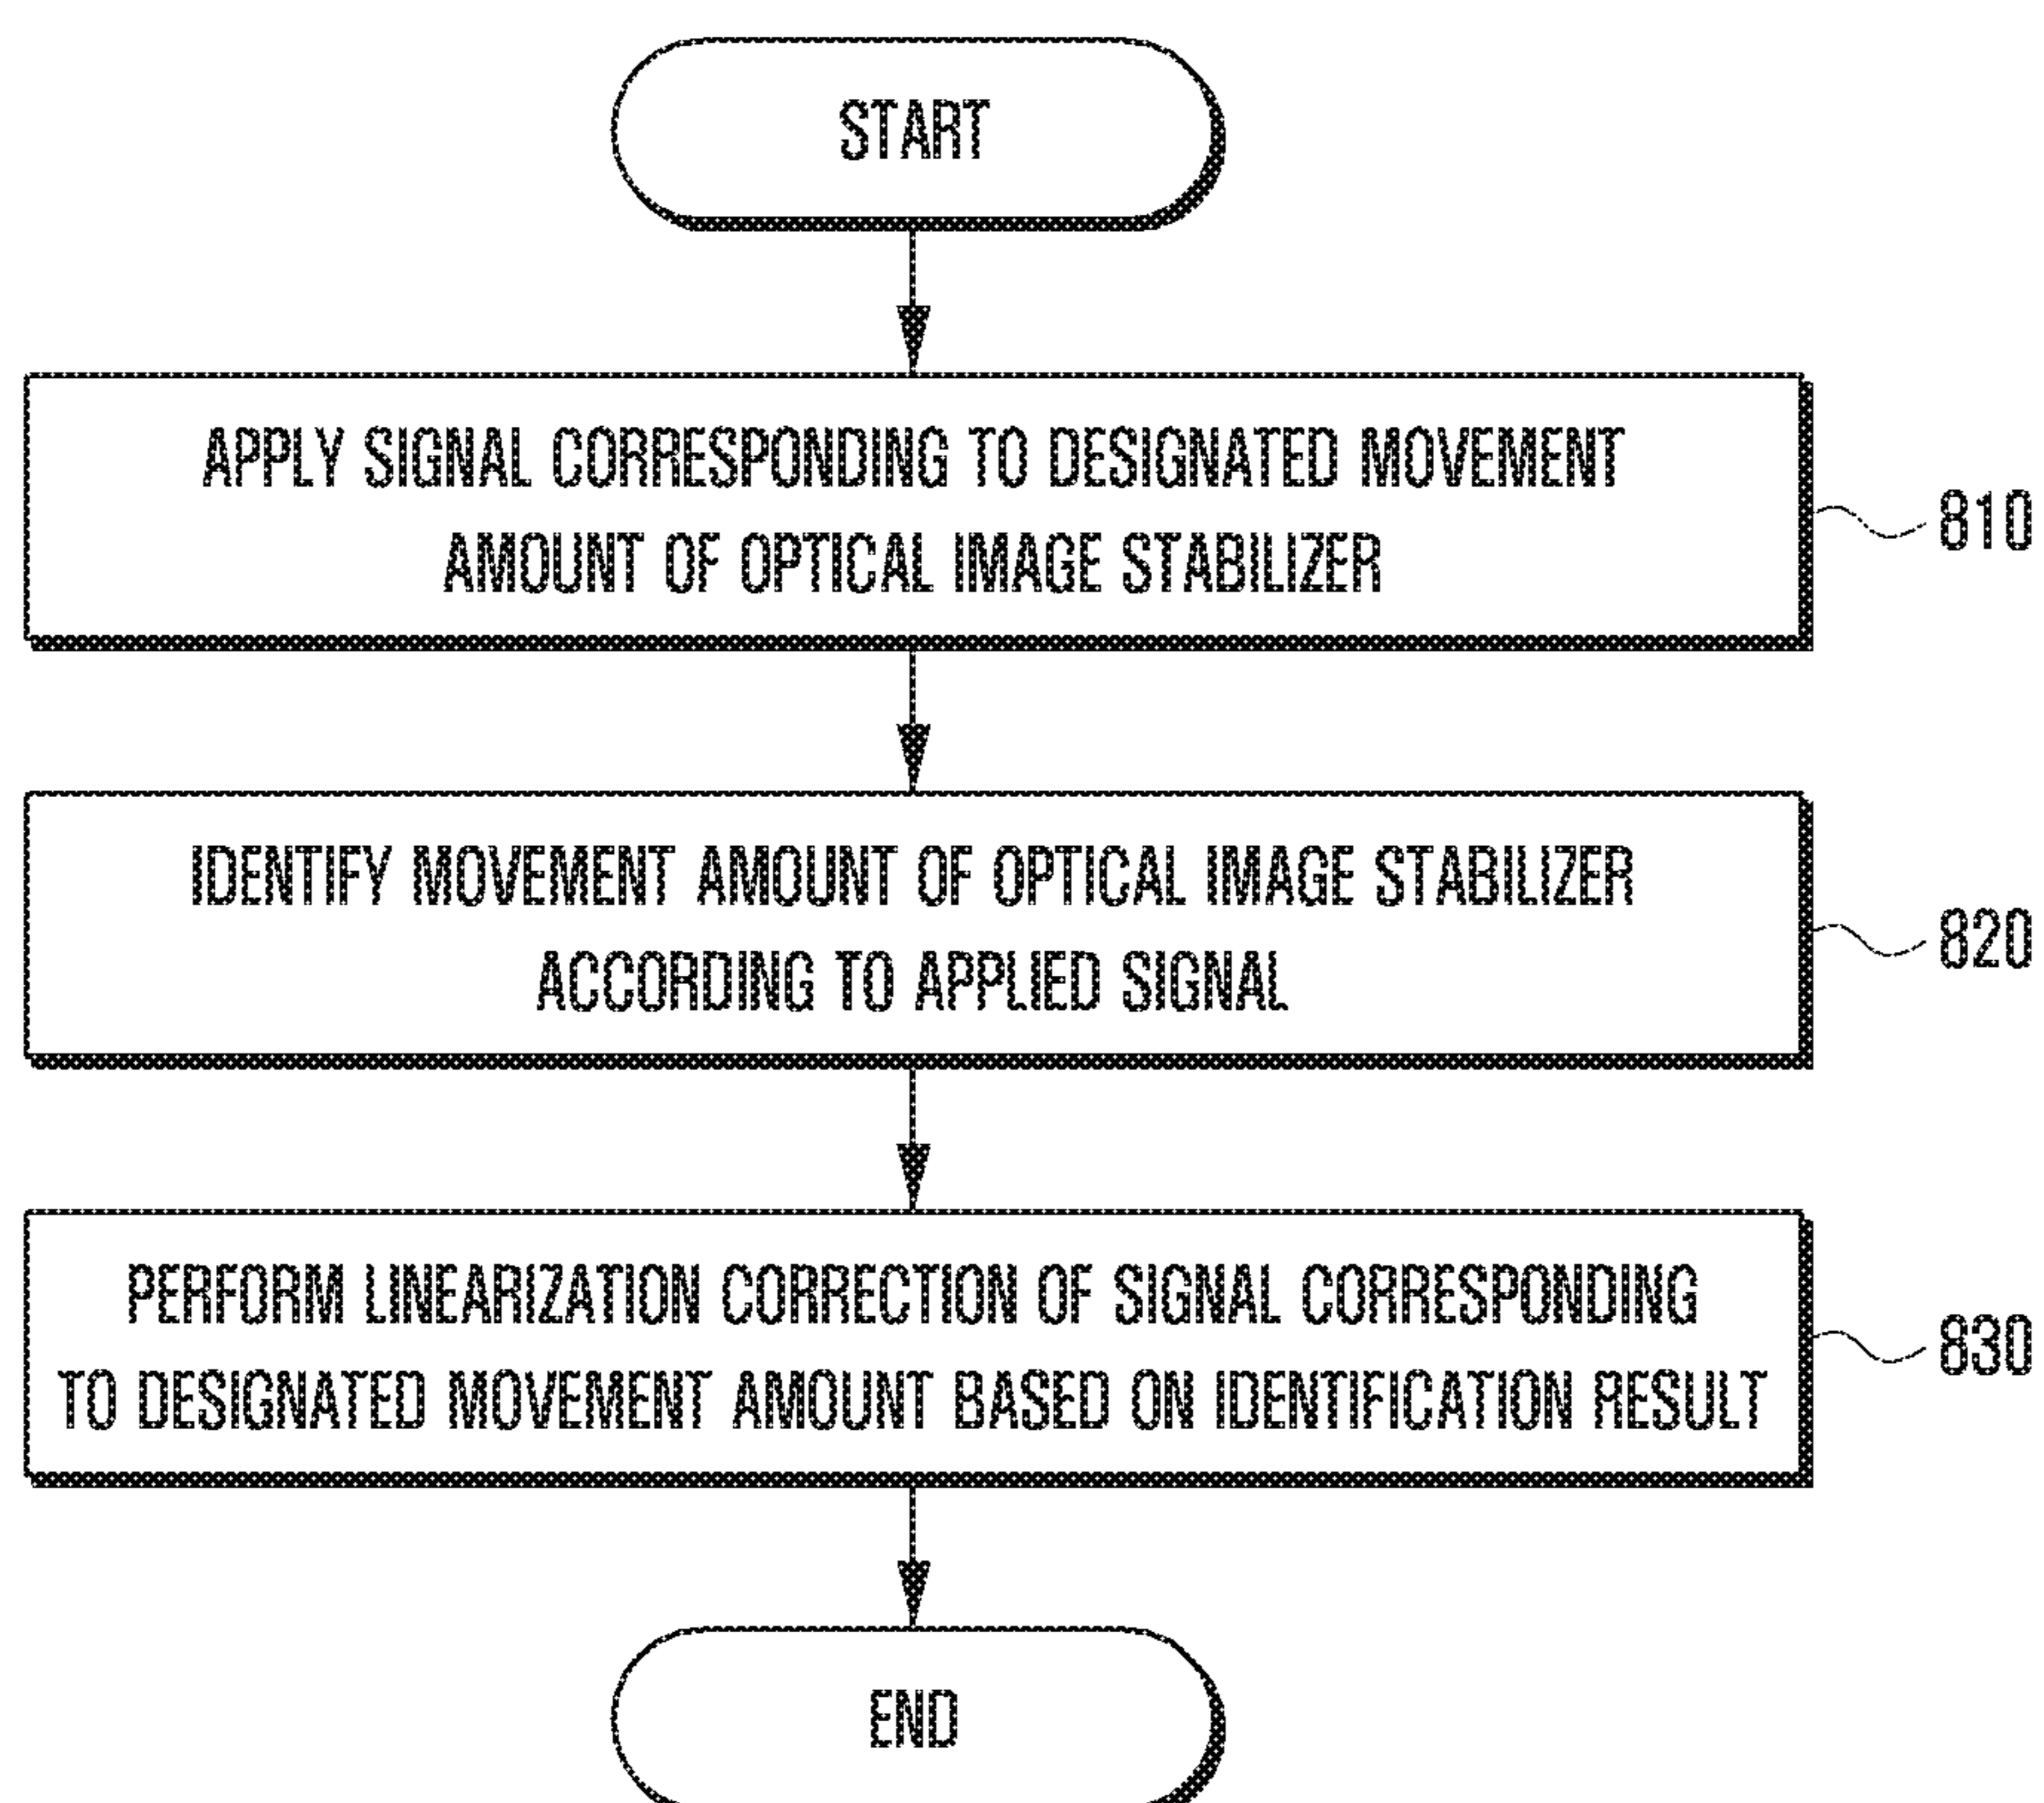 START
APPLY SIGNAL CORRESPONDING TO DESIGNATED MOVEMENT
AMOUNT OF OPTICAL IMAGE STABILIZER
810
IDENTIFY MOVEMENT AMOUNT OF OPTICAL IMAGE STABILIZER
ACCORDING TO APPLIED SIGNAL
820
PERFORM LINEARIZATION CORRECTION OF SIGNAL CORRESPONDING
TO DESIGNATED MOVEMENT AMOUNT BASED ON IDENTIFICATION RESULT
830
END